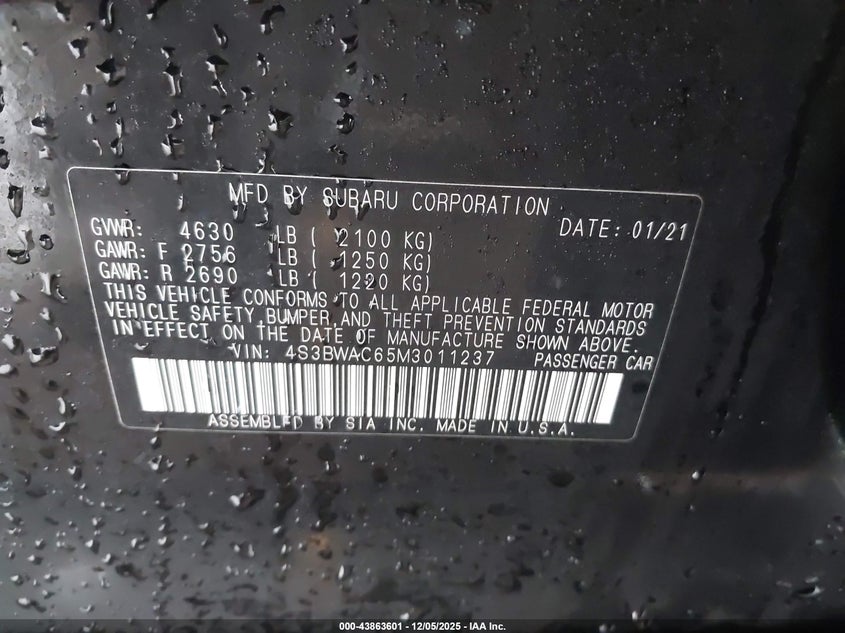 MFD BY SUBARU CORPORATION
DATE: 01/21
GVWR: 4630 LB ( 2100 KG)
GAWR: F 2756 LB ( 1250 KG)
GAWR: R 2690 LB ( 1220 KG)
THIS VEHICLE CONFORMS TO ALL APPLICABLE FEDERAL MOTOR
VEHICLE SAFETY, BUMPER, AND THEFT PREVENTION STANDARDS
IN EFFECT ON THE DATE OF MANUFACTURE SHOWN ABOVE.
VIN: 4S3BWAC65M3011237 PASSENGER CAR
ASSEMBLED BY SIA INC. MADE IN U.S.A.
000-43863601 - 12/05/2025 - IAA Inc.